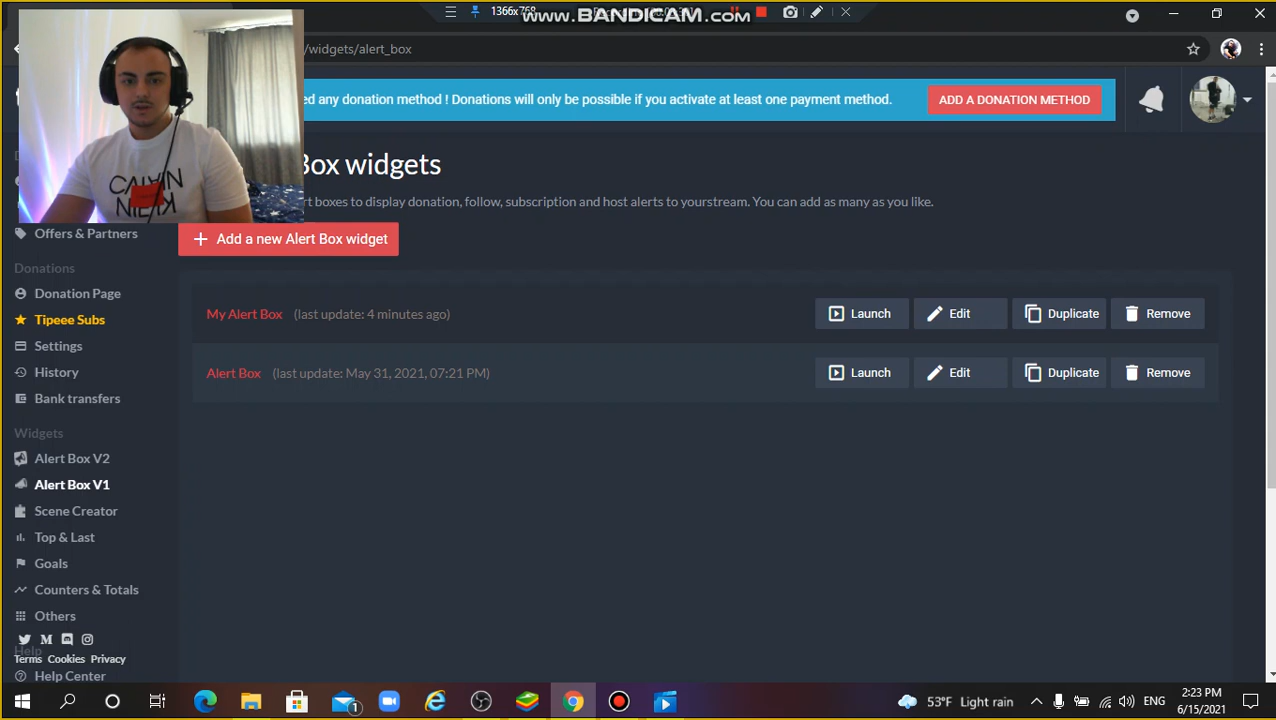 1366x768
www.BANDICAM.com
/widgets/alert_box
ed any donation method ! Donations will only be possible if you activate at least one payment method.
ADD A DONATION METHOD
CALVIN
KLEIN
Box widgets
rt boxes to display donation, follow, subscription and host alerts to yourstream. You can add as many as you like.
Offers & Partners
+ Add a new Alert Box widget
Donations
Donation Page
Tipeee Subs
Settings
History
Bank transfers
Widgets
Alert Box V2
Alert Box V1
Scene Creator
Top & Last
Goals
Counters & Totals
Others
Help
Terms Cookies Privacy
Help Center
My Alert Box (last update: 4 minutes ago)
Launch
Edit
Duplicate
Remove
Alert Box (last update: May 31, 2021, 07:21 PM)
Launch
Edit
Duplicate
Remove
1
53°F Light rain
ENG
2:23 PM
6/15/2021